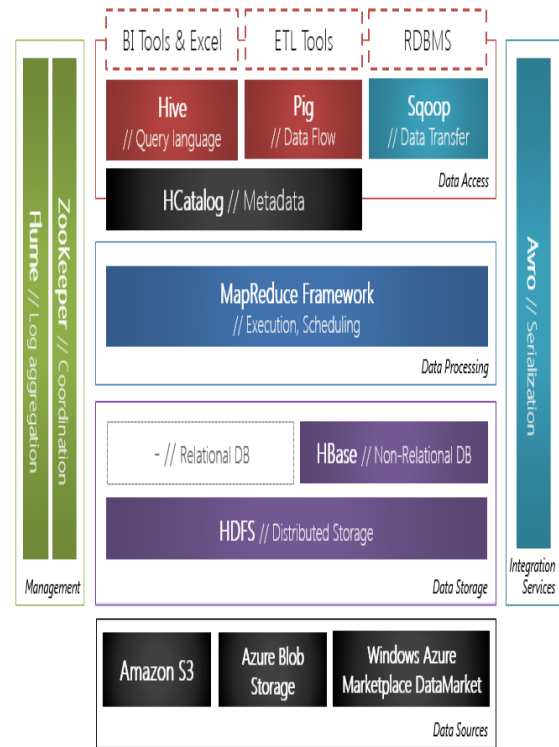 BI Tools & Excel
ETL Tools
RDBMS
Hive
// Query language
Pig
// Data Flow
Sqoop
// Data Transfer
Data Access
HCatalog // Metadata
MapReduce Framework
// Execution, Scheduling
Data Processing
- // Relational DB
HBase // Non-Relational DB
HDFS // Distributed Storage
Data Storage
Amazon S3
Azure Blob
Storage
Windows Azure
Marketplace DataMarket
Data Sources
Flume // Log aggregation
ZooKeeper // Coordination
Management
Avro // Serialization
Integration
Services